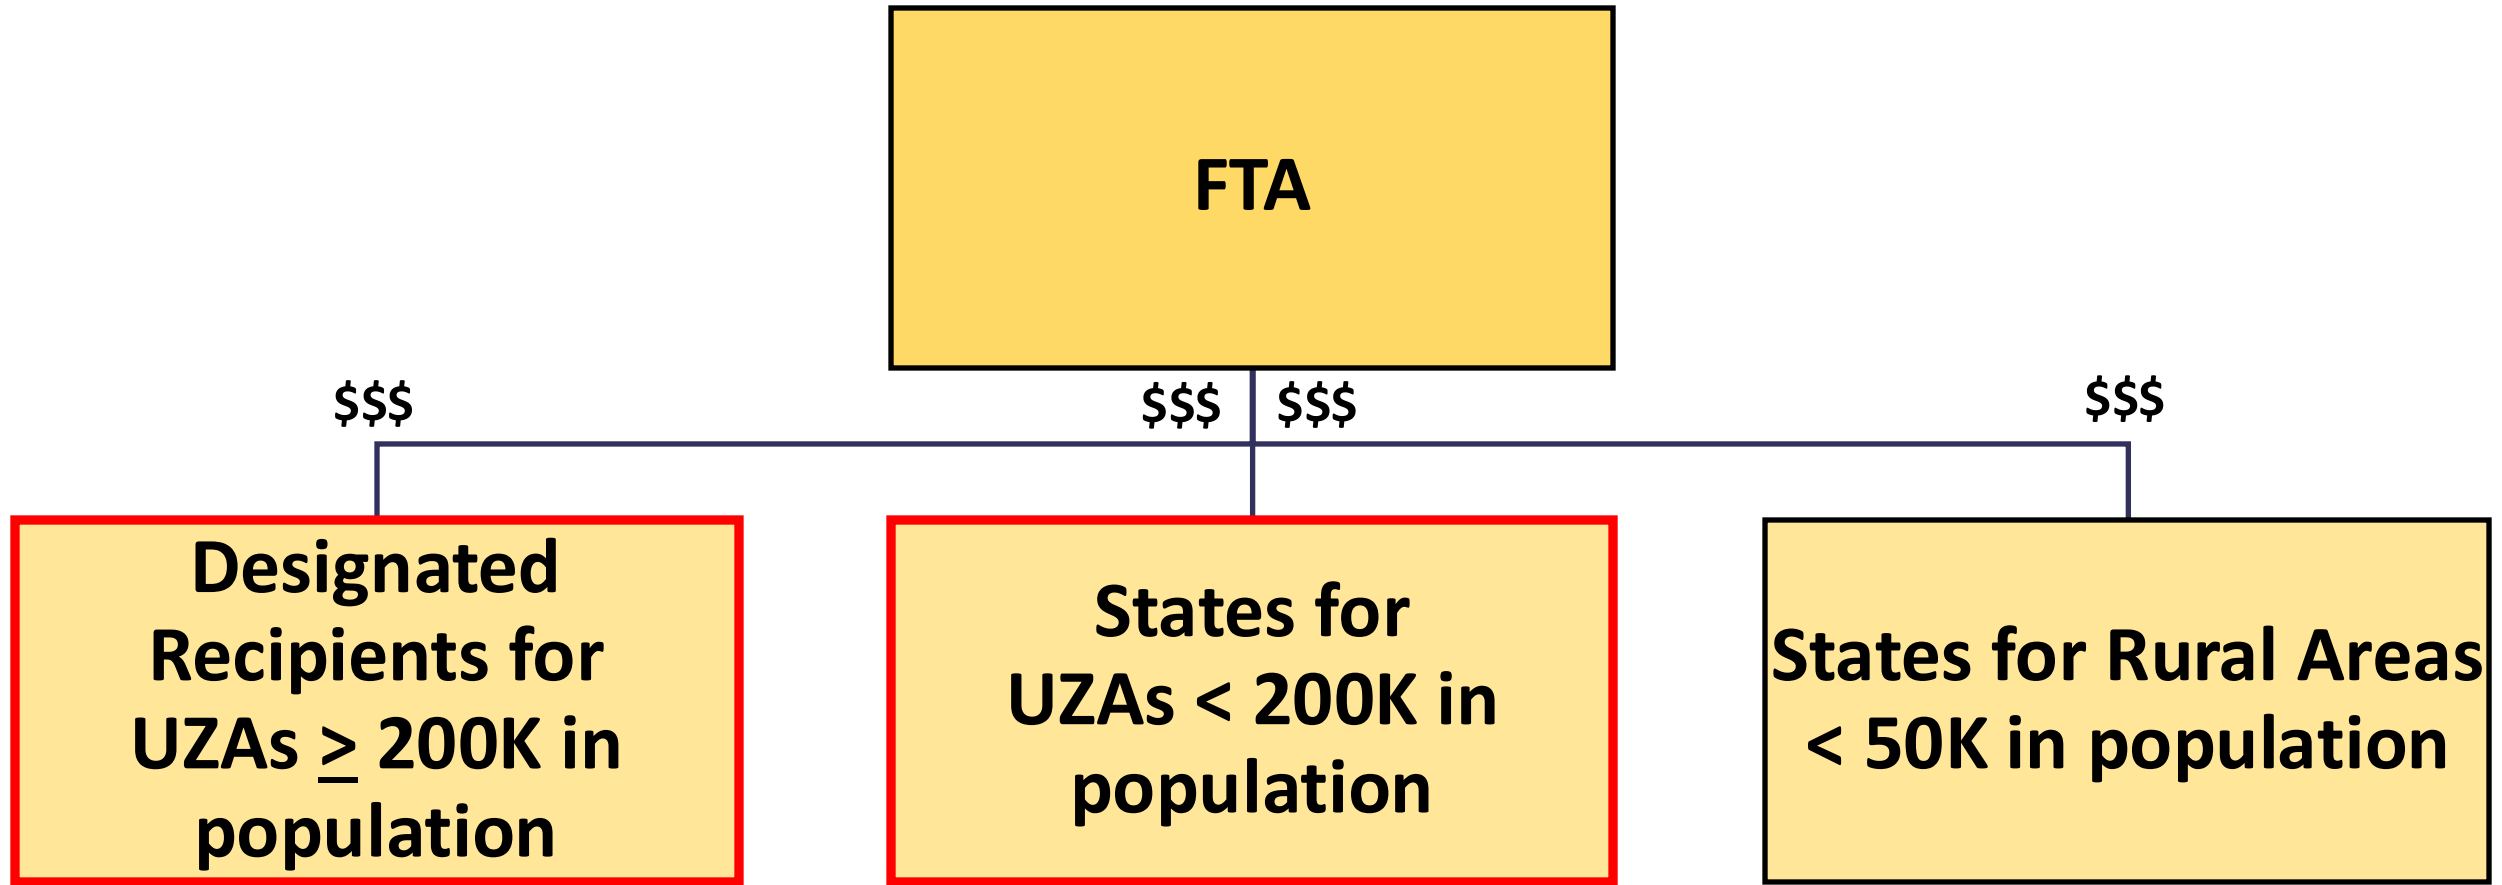 FTA
$$$
$$$
$$$
$$$
Designated
Recipients for
UZAs ≥ 200K in
population
States for
UZAs < 200K in
population
States for Rural Areas
< 50K in population